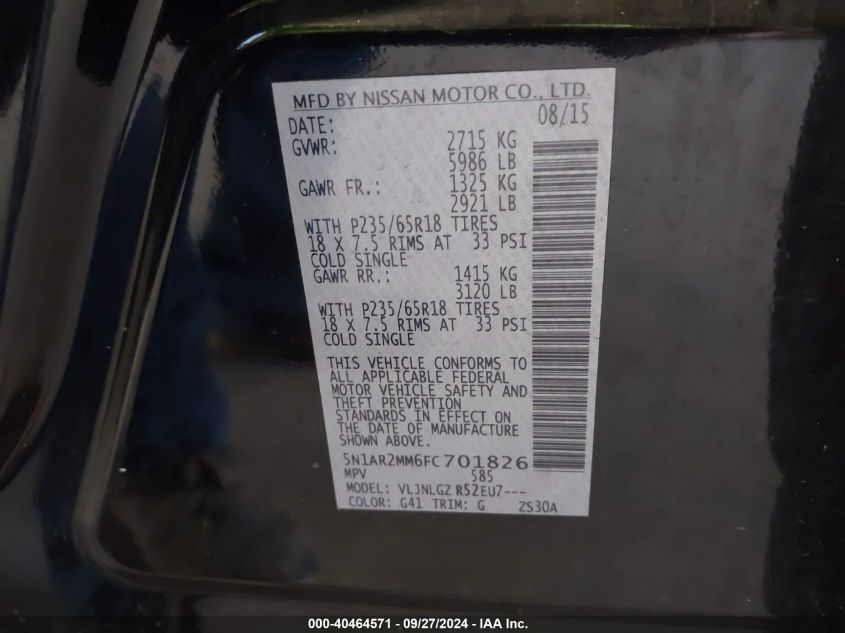 MFD BY NISSAN MOTOR CO., LTD.
DATE: 08/15
GVWR: 2715 KG
5986 LB
GAWR FR.: 1325 KG
2921 LB
WITH P235/65R18 TIRES
18 X 7.5 RIMS AT 33 PSI
COLD SINGLE
GAWR RR.: 1415 KG
3120 LB
WITH P235/65R18 TIRES
18 X 7.5 RIMS AT 33 PSI
COLD SINGLE
THIS VEHICLE CONFORMS TO
ALL APPLICABLE FEDERAL
MOTOR VEHICLE SAFETY AND
THEFT PREVENTION
STANDARDS IN EFFECT ON
THE DATE OF MANUFACTURE
SHOWN ABOVE.
5N1AR2MM6FC701826
MPV 585
MODEL: VLJNLGZ R52EU7---
COLOR: G41 TRIM: G ZS30A
000-40464571 / 09/27/2024 - IAA Inc.